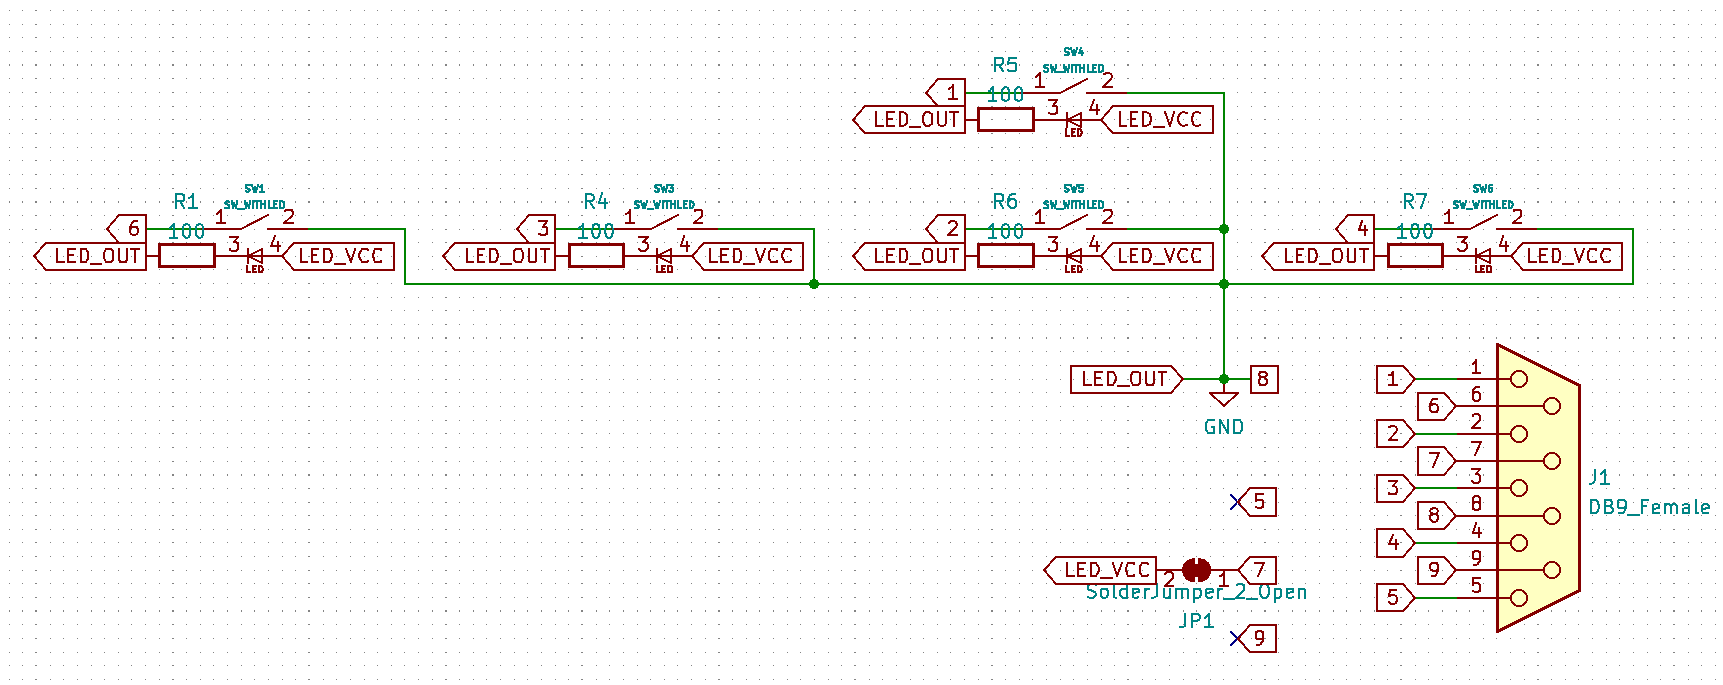 SW4
R5 SW_WITHLED
1 100 1 2
LED_OUT 3 4 LED_VCC
LED
R1 SW1 R4 SW3 R6 SW5 R7 SW6
SW_WITHLED SW_WITHLED SW_WITHLED SW_WITHLED
6 100 1 2 3 100 1 2 2 100 1 2 4 100 1 2
LED_OUT 3 4 LED_VCC LED_OUT 3 4 LED_VCC LED_OUT 3 4 LED_VCC LED_OUT 3 4 LED_VCC
LED LED LED LED
LED_OUT 8
GND
1 1
6 6
2 2
7 7
3 3
8 8
4 4
9 9
5 5
J1
DB9_Female
5
LED_VCC 2 1 7
SolderJumper_2_Open
JP1
9